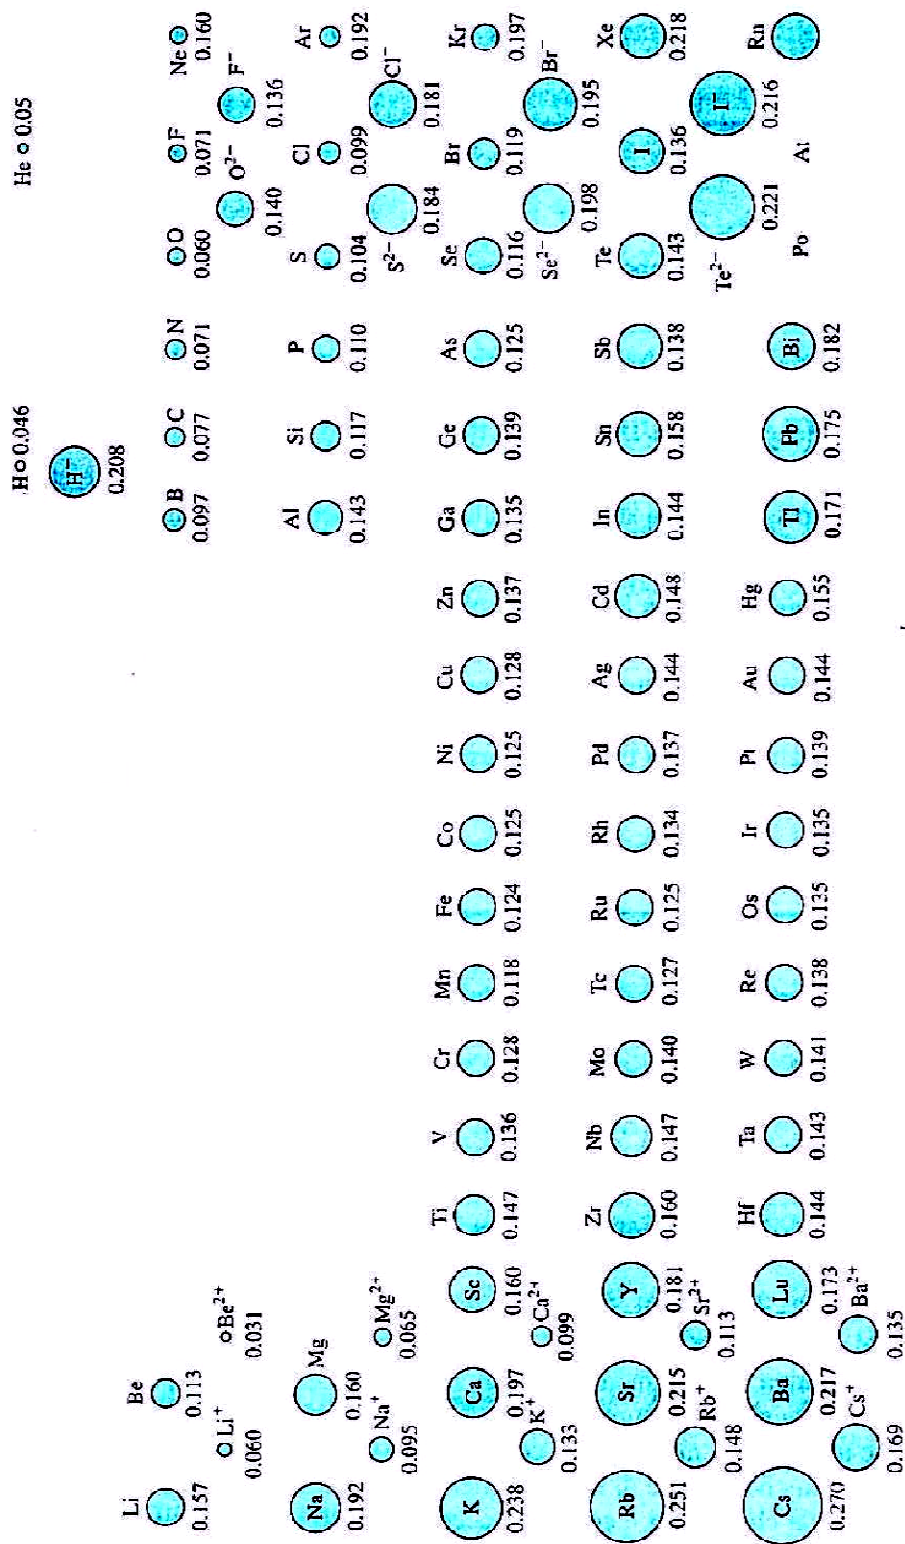 H 0.046
He 0.05
H⁻
0.208
Li
0.157
Li⁺
0.060
Be
0.113
Be²⁺
0.031
B
0.097
C
0.077
N
0.071
O
0.060
O²⁻
0.140
F
0.071
F⁻
0.136
Ne
0.160
Na
0.192
Na⁺
0.095
Mg
0.160
Mg²⁺
0.065
Al
0.143
Si
0.117
P
0.110
S
0.104
S²⁻
0.184
Cl
0.099
Cl⁻
0.181
Ar
0.192
K
0.238
K⁺
0.133
Ca
0.197
Ca²⁺
0.099
Sc
0.160
Ti
0.147
V
0.136
Cr
0.128
Mn
0.118
Fe
0.124
Co
0.125
Ni
0.125
Cu
0.128
Zn
0.137
Ga
0.135
Ge
0.139
As
0.125
Se
0.116
Se²⁻
0.198
Br
0.119
Br⁻
0.195
Kr
0.197
Rb
0.251
Rb⁺
0.148
Sr
0.215
Sr²⁺
0.113
Y
0.181
Zr
0.160
Nb
0.147
Mo
0.140
Tc
0.127
Ru
0.125
Rh
0.134
Pd
0.137
Ag
0.144
Cd
0.148
In
0.144
Sn
0.158
Sb
0.138
Te
0.143
Te²⁻
0.221
I
0.136
I⁻
0.216
Xe
0.218
Cs
0.270
Cs⁺
0.169
Ba
0.217
Ba²⁺
0.135
Lu
0.173
Hf
0.144
Ta
0.143
W
0.141
Re
0.138
Os
0.135
Ir
0.135
Pt
0.139
Au
0.144
Hg
0.155
Tl
0.171
Pb
0.175
Bi
0.182
Po
At
Rn